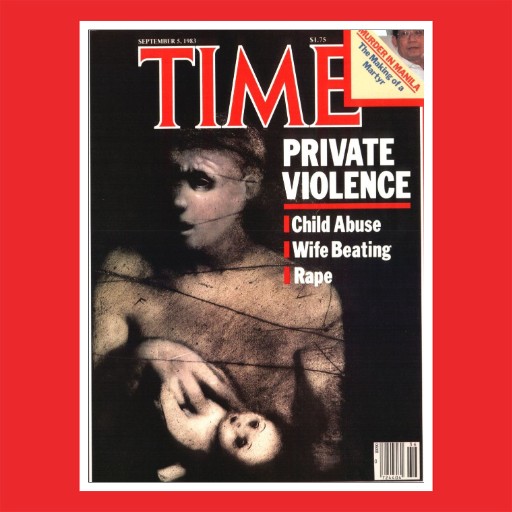 SEPTEMBER 5, 1983
$1.75
TIME
MURDER IN MANILA
The Making of a
Martyr
PRIVATE
VIOLENCE
Child Abuse
Wife Beating
Rape